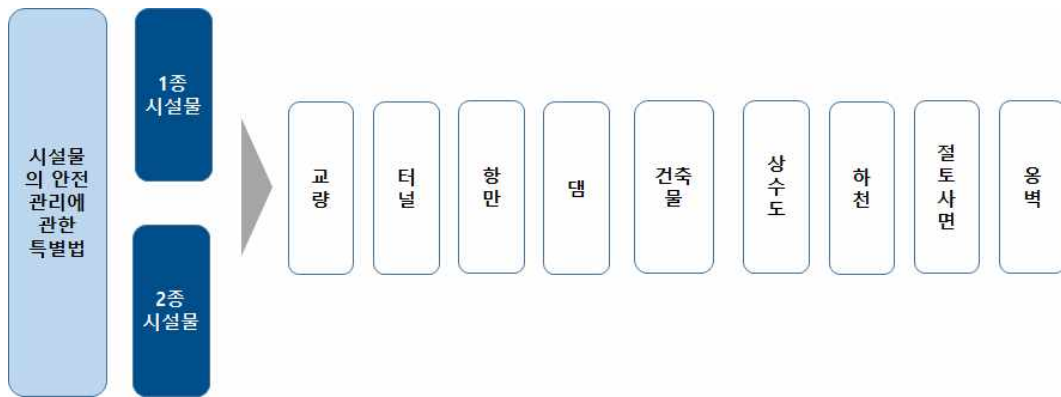 시설물
의 안전
관리에
관한
특별법
1종
시설물
2종
시설물
교
량
터
널
항
만
댐
건축
물
상
수
도
하
천
절
토
사
면
옹
벽